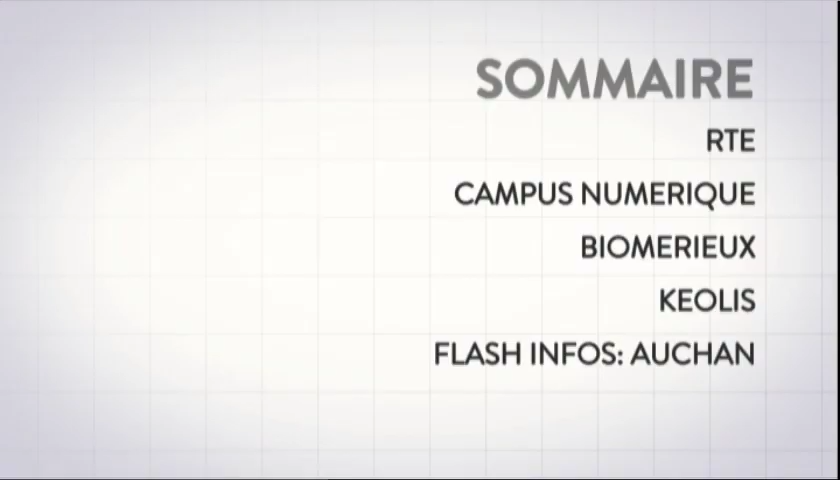 SOMMAIRE
RTE
CAMPUS NUMERIQUE
BIOMERIEUX
KEOLIS
FLASH INFOS: AUCHAN